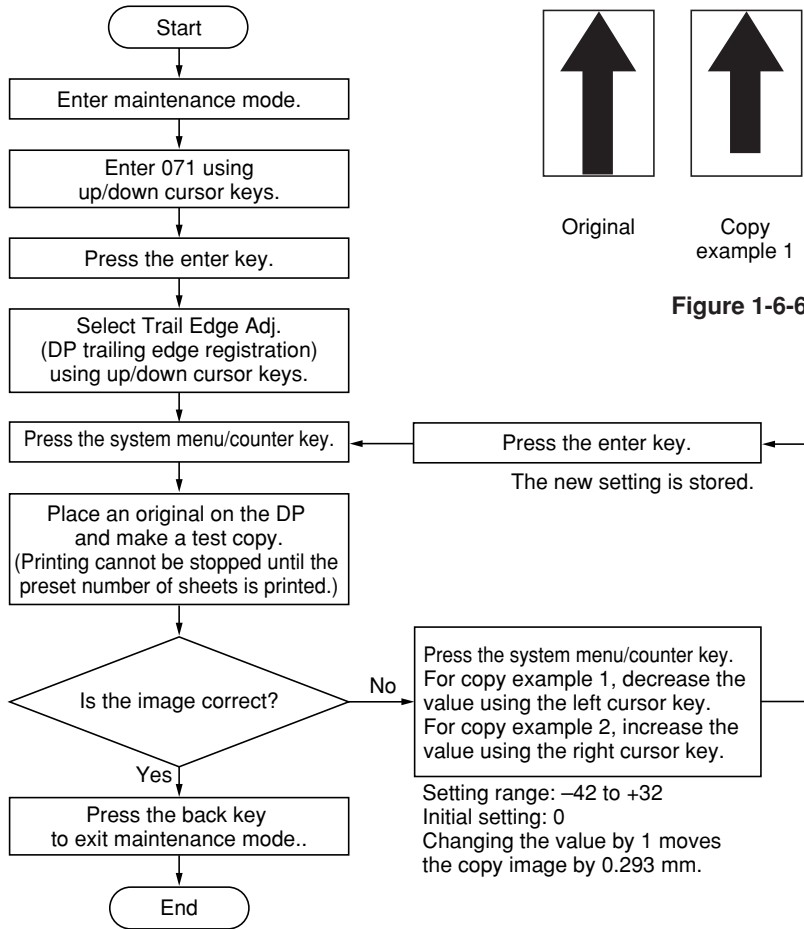 Start
Enter maintenance mode.
Enter 071 using
up/down cursor keys.
Press the enter key.
Select Trail Edge Adj.
(DP trailing edge registration)
using up/down cursor keys.
Press the system menu/counter key.
Place an original on the DP
and make a test copy.
(Printing cannot be stopped until the
preset number of sheets is printed.)
Is the image correct?
No
Yes
Press the back key
to exit maintenance mode..
End
Original
Copy
example 1
Figure 1-6-6
Press the enter key.
The new setting is stored.
Press the system menu/counter key.
For copy example 1, decrease the
value using the left cursor key.
For copy example 2, increase the
value using the right cursor key.
Setting range: –42 to +32
Initial setting: 0
Changing the value by 1 moves
the copy image by 0.293 mm.